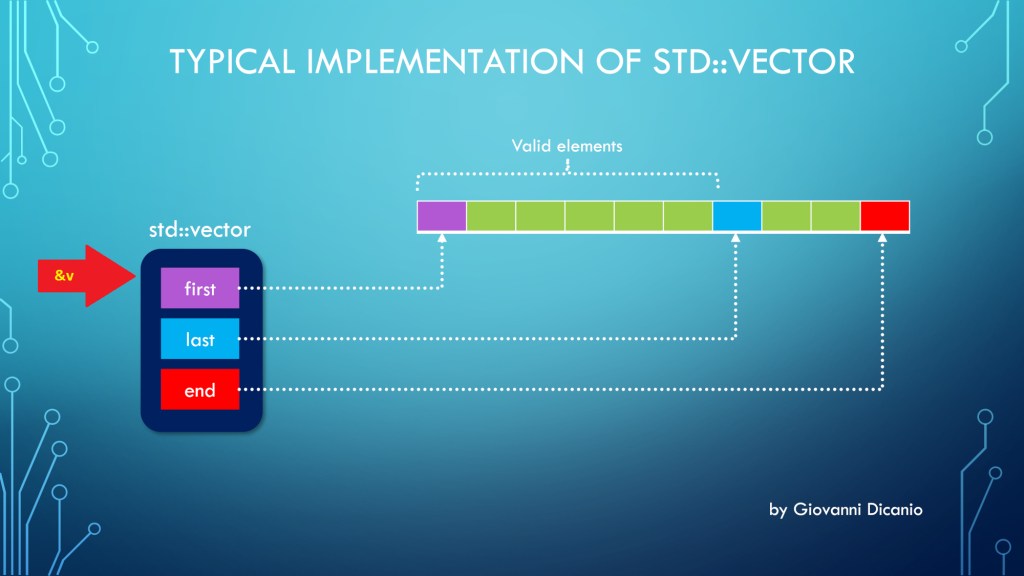 TYPICAL IMPLEMENTATION OF STD::VECTOR
Valid elements
std::vector
&v
first
last
end
by Giovanni Dicanio